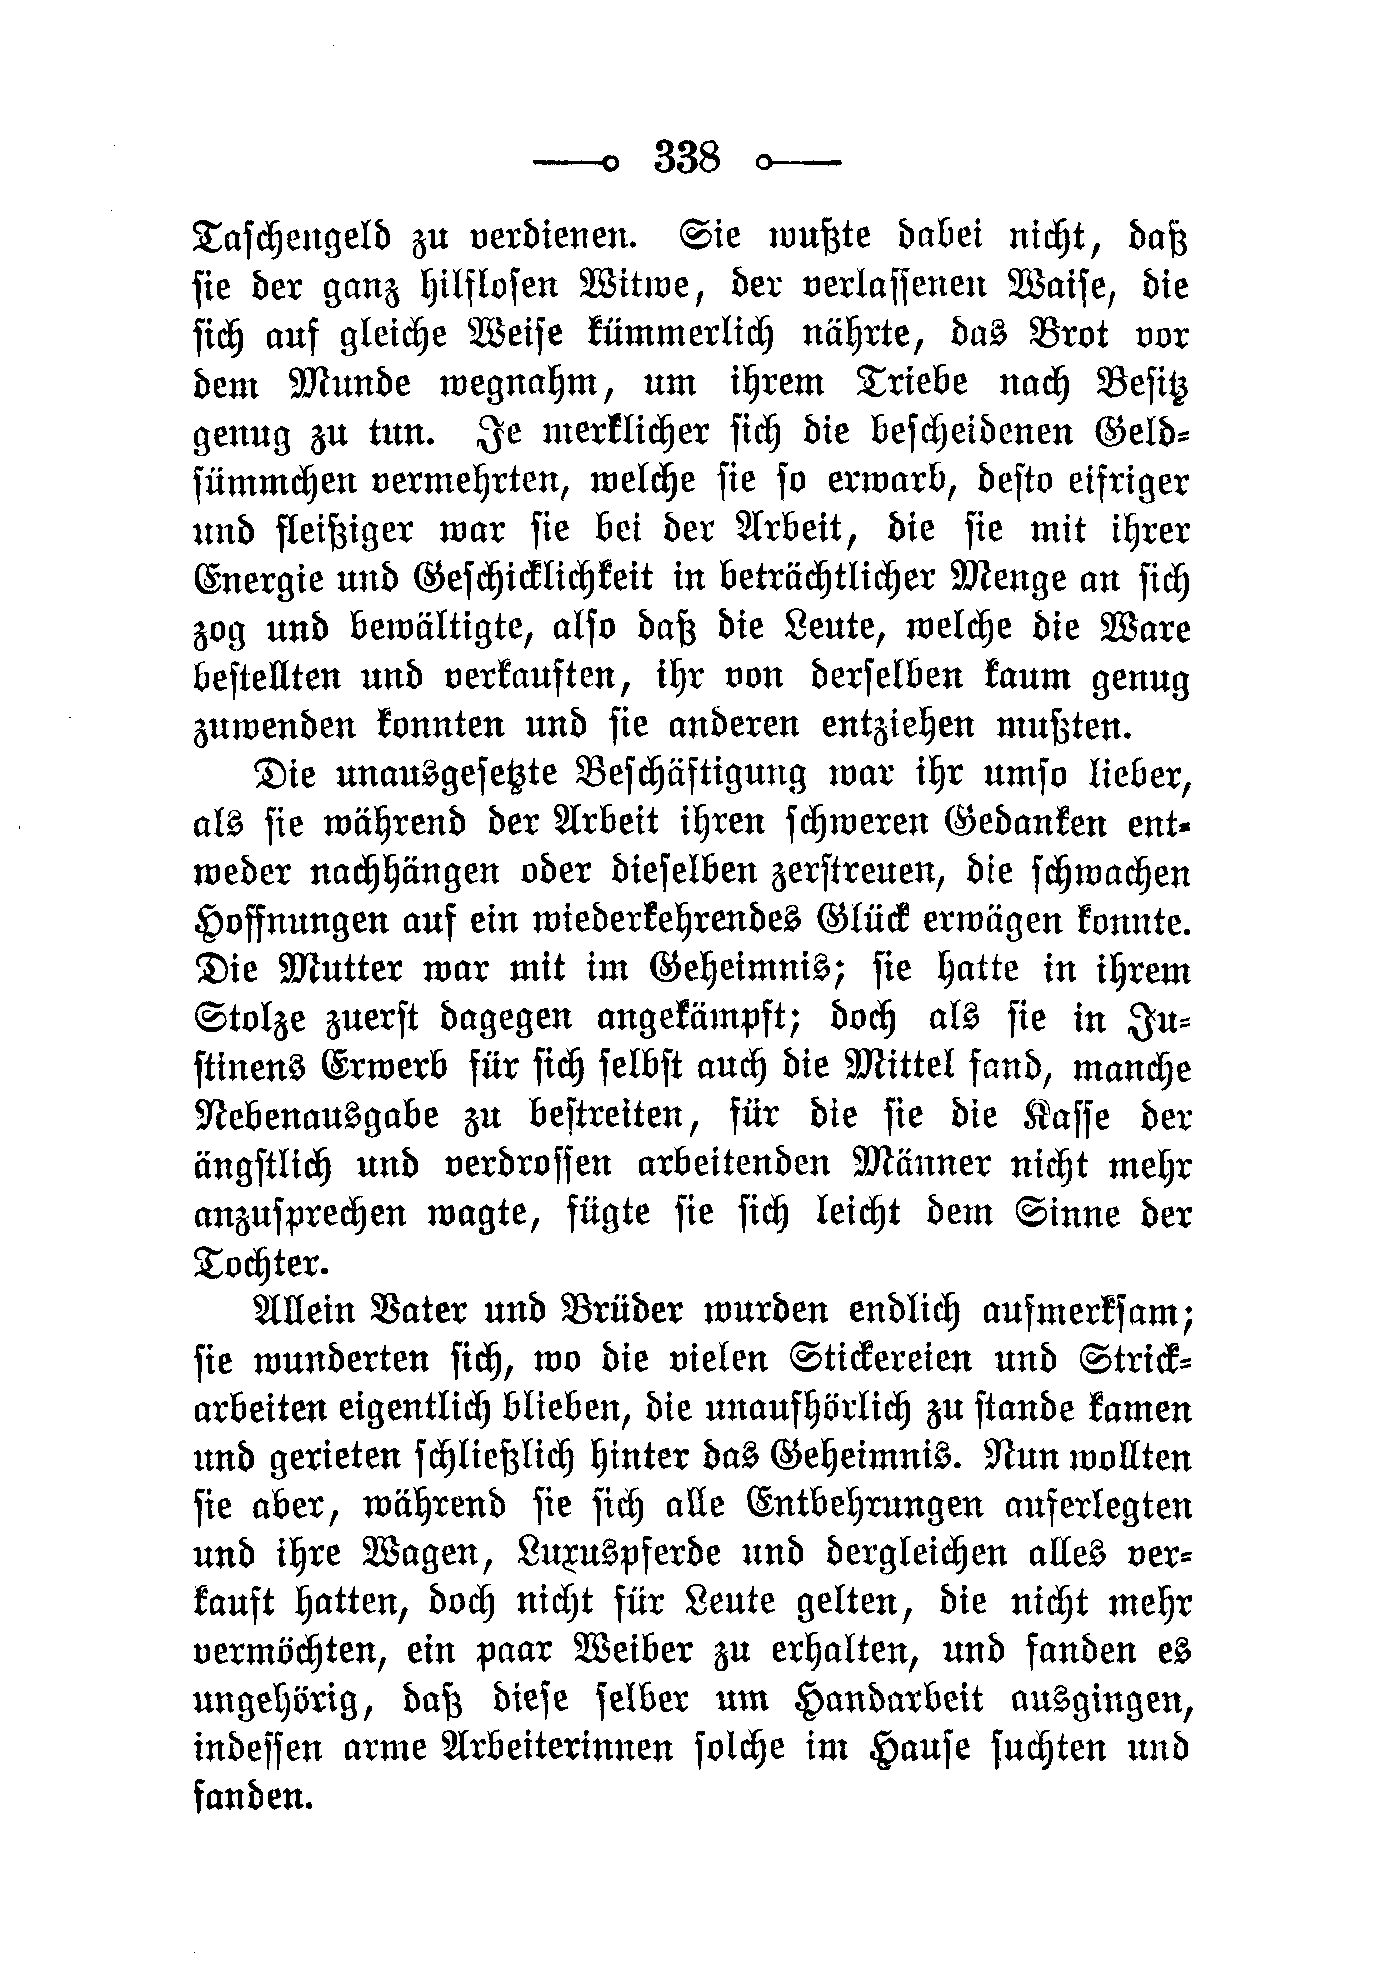 338
Taschengeld zu verdienen. Sie wußte dabei nicht, daß
sie der ganz hilflosen Witwe, der verlassenen Waise, die
sich auf gleiche Weise kümmerlich nährte, das Brot vor
dem Munde wegnahm, um ihrem Triebe nach Besitz
genug zu tun. Je merklicher sich die bescheidenen Geld-
sümmchen vermehrten, welche sie so erwarb, desto eifriger
und fleißiger war sie bei der Arbeit, die sie mit ihrer
Energie und Geschicklichkeit in beträchtlicher Menge an sich
zog und bewältigte, also daß die Leute, welche die Ware
bestellten und verkauften, ihr von derselben kaum genug
zuwenden konnten und sie anderen entziehen mußten.
Die unausgesetzte Beschäftigung war ihr umso lieber,
als sie während der Arbeit ihren schweren Gedanken ent-
weder nachhängen oder dieselben zerstreuen, die schwachen
Hoffnungen auf ein wiederkehrendes Glück erwägen konnte.
Die Mutter war mit im Geheimnis; sie hatte in ihrem
Stolze zuerst dagegen angekämpft; doch als sie in Ju-
stinens Erwerb für sich selbst auch die Mittel fand, manche
Nebenausgabe zu bestreiten, für die sie die Kasse der
ängstlich und verdrossen arbeitenden Männer nicht mehr
anzusprechen wagte, fügte sie sich leicht dem Sinne der
Tochter.
Allein Vater und Brüder wurden endlich aufmerksam;
sie wunderten sich, wo die vielen Stickereien und Strick-
arbeiten eigentlich blieben, die unaufhörlich zu stande kamen
und gerieten schließlich hinter das Geheimnis. Nun wollten
sie aber, während sie sich alle Entbehrungen auferlegten
und ihre Wagen, Luxuspferde und dergleichen alles ver-
kauft hatten, doch nicht für Leute gelten, die nicht mehr
vermöchten, ein paar Weiber zu erhalten, und fanden es
ungehörig, daß diese selber um Handarbeit ausgingen,
indessen arme Arbeiterinnen solche im Hause suchten und
fanden.